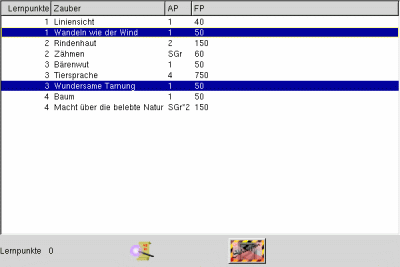 Lernpunkte Zauber AP FP
1 Liniensicht 1 40
1 Wandeln wie der Wind 1 50
2 Rindenhaut 2 150
2 Zähmen SGr 60
3 Bärenwut 1 50
3 Tiersprache 4 750
3 Wundersame Tarnung 1 50
4 Baum 1 50
4 Macht über die belebte Natur SGr^2 150
Lernpunkte 0